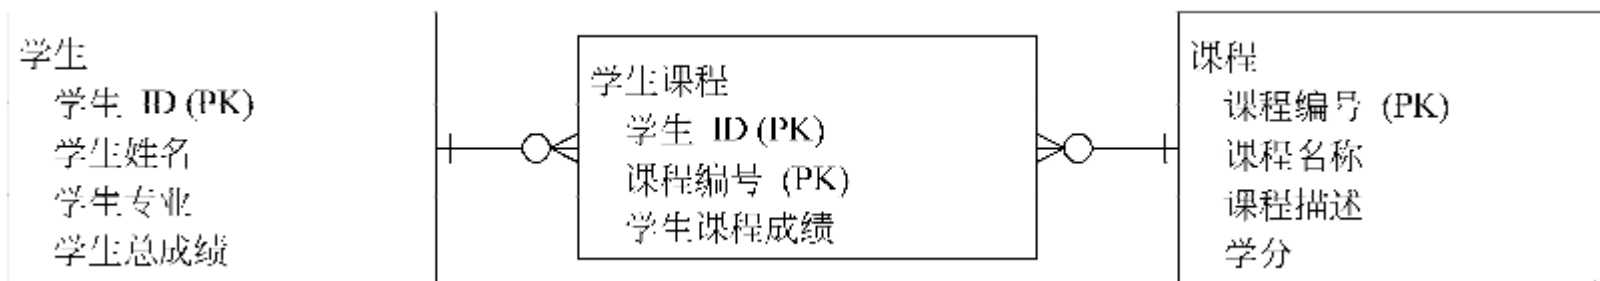 学生
学生 ID (PK)
学生姓名
学生专业
学生总成绩
学生课程
学生 ID (PK)
课程编号 (PK)
学生课程成绩
课程
课程编号 (PK)
课程名称
课程描述
学分